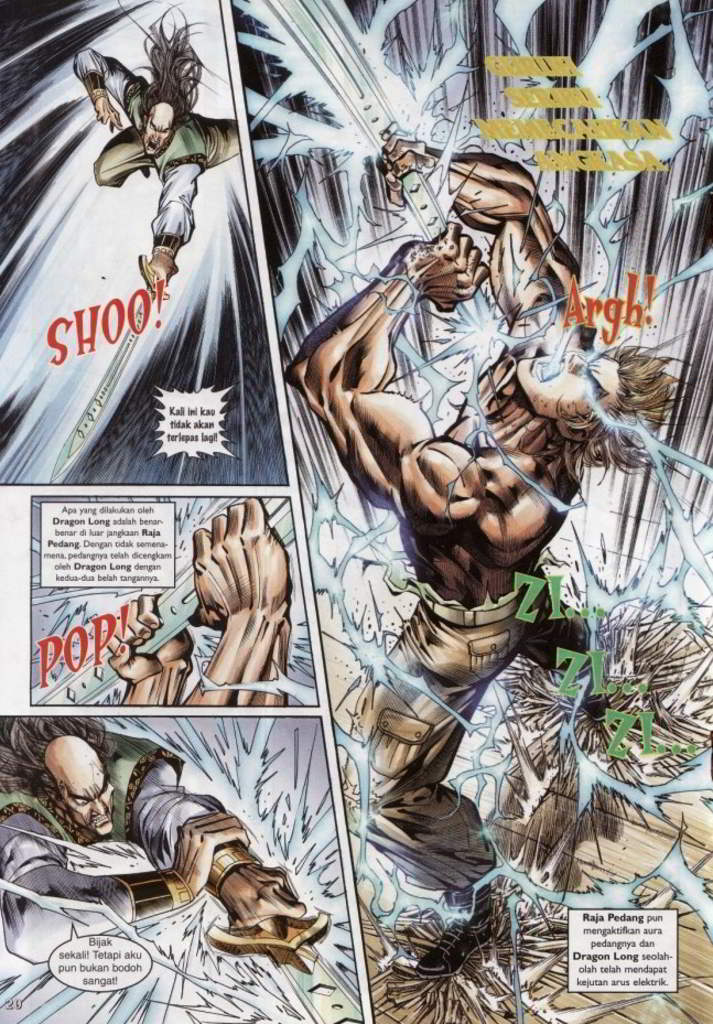 SHOO!
Kali ini kau
tidak akan
terlepas lagi!
Apa yang dilakukan oleh
Dragon Long adalah benar-
benar di luar jangkaan Raja
Pedang. Dengan tidak semena-
mena, pedangnya telah dicengkam
oleh Dragon Long dengan
kedua-dua belah tangannya.
POP!
Bijak
sekali! Tetapi aku
pun bukan bodoh
sangat!
20
SERIBU
MEMECAHKAN
ANGKASA
Argh!
ZI...
ZI...
ZI...
Raja Pedang pun
mengaktifkan aura
pedangnya dan
Dragon Long seolah-
olah telah mendapat
kejutan arus elektrik.